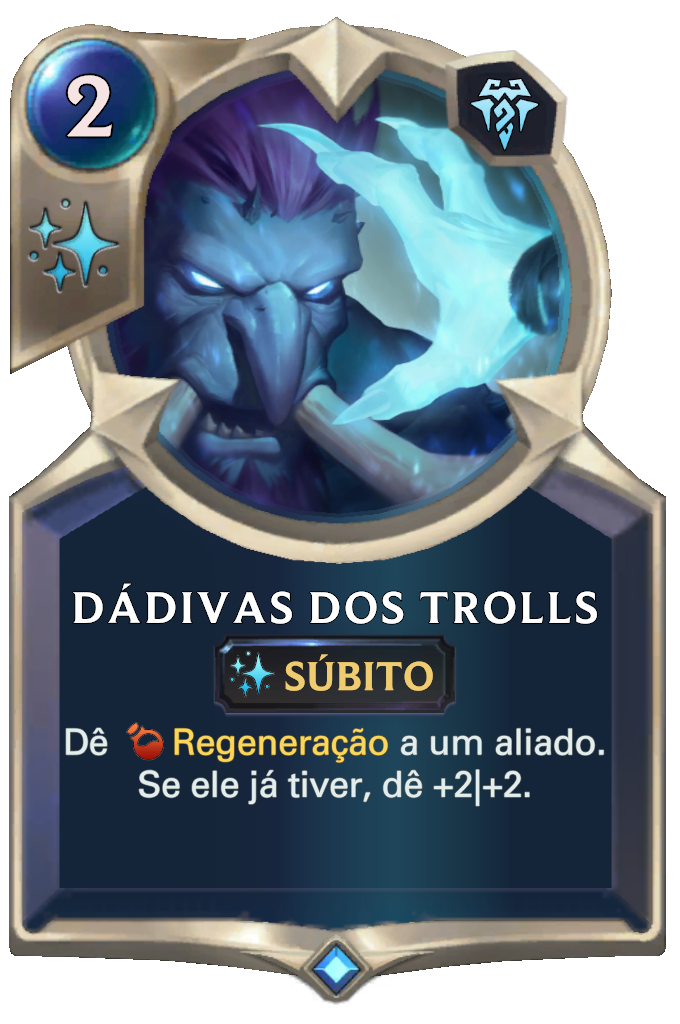 2
DÁDIVAS DOS TROLLS
SÚBITO
Dê Regeneração a um aliado.
Se ele já tiver, dê +2|+2.